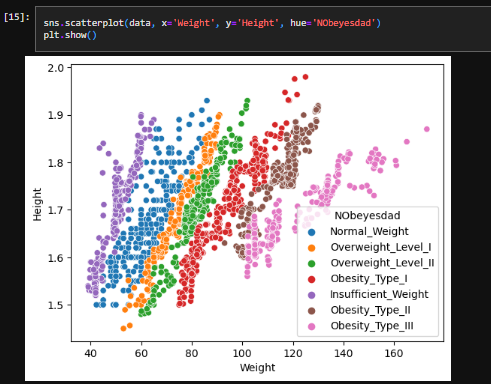 [15]:
sns.scatterplot(data, x='Weight', y='Height', hue='NObeyesdad')
plt.show()
2.0
1.9
1.8
1.7
1.6
1.5
Height
NObeyesdad
Normal_Weight
Overweight_Level_I
Overweight_Level_II
Obesity_Type_I
Insufficient_Weight
Obesity_Type_II
Obesity_Type_III
40 60 80 100 120 140 160
Weight